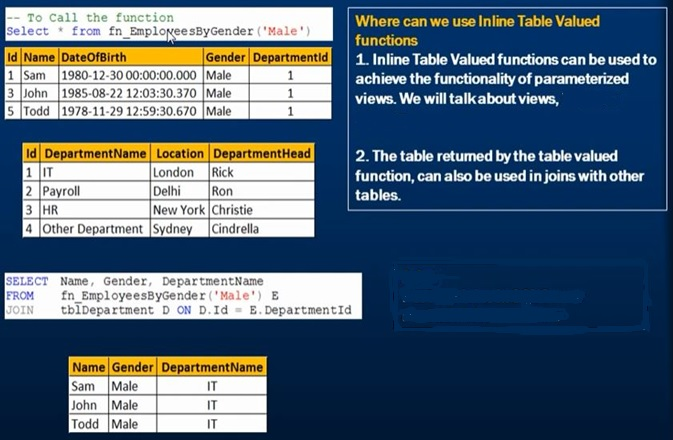 -- To Call the function
Select * from fn_EmployeesByGender('Male')
Id Name DateOfBirth Gender DepartmentId
1 Sam 1980-12-30 00:00:00.000 Male 1
3 John 1985-08-22 12:03:30.370 Male 1
5 Todd 1978-11-29 12:59:30.670 Male 1
Id DepartmentName Location DepartmentHead
1 IT London Rick
2 Payroll Delhi Ron
3 HR New York Christie
4 Other Department Sydney Cindrella
SELECT Name, Gender, DepartmentName
FROM fn_EmployeesByGender('Male') E
JOIN tblDepartment D ON D.Id = E.DepartmentId
Name Gender DepartmentName
Sam Male IT
John Male IT
Todd Male IT
Where can we use Inline Table Valued
functions
1. Inline Table Valued functions can be used to
achieve the functionality of parameterized
views. We will talk about views,
2. The table returned by the table valued
function, can also be used in joins with other
tables.